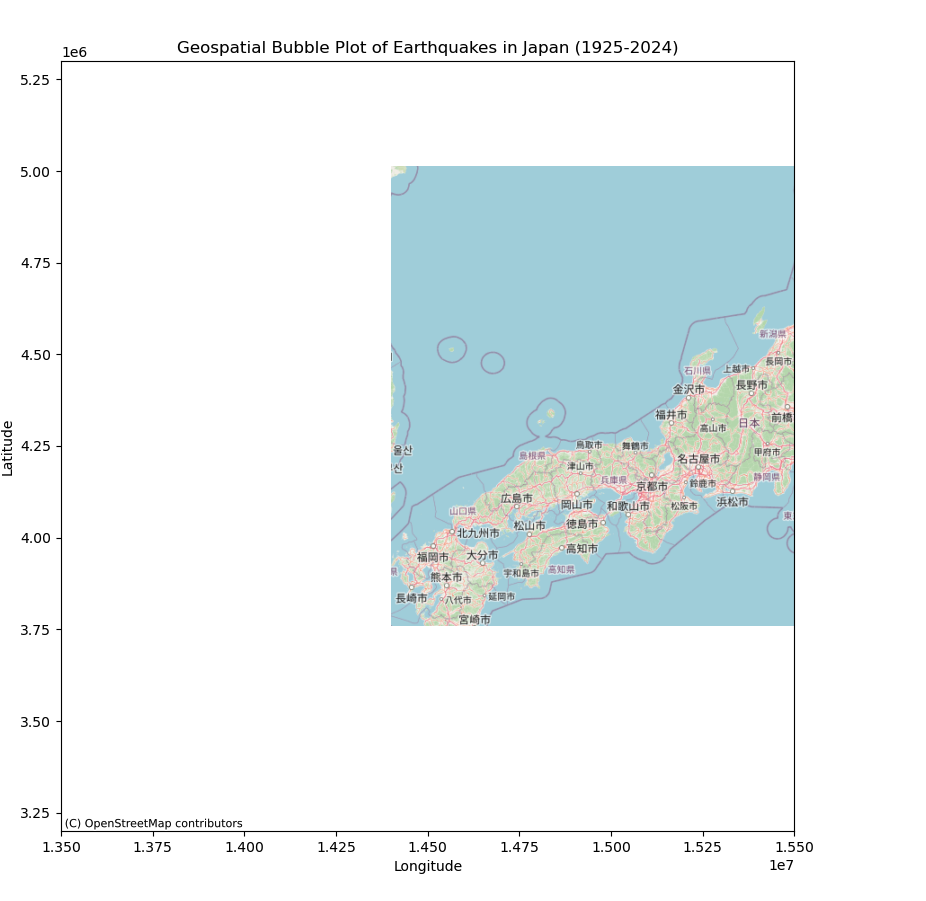 Geospatial Bubble Plot of Earthquakes in Japan (1925-2024)
1e6
5.25
5.00
4.75
4.50
4.25
4.00
3.75
3.50
3.25
Latitude
新潟県
長岡市
石川県
上越市
金沢市
長野市
福井市
前橋
日本
高山市
울산
鳥取市
舞鶴市
島根県
名古屋市
甲府市
산
津山市
兵庫県
京都市
鈴鹿市
静岡県
広島市
岡山市
和歌山市
松阪市
浜松市
山口県
松山市
徳島市
東
北九州市
福岡市
大分市
高知市
熊本市
宇和島市
高知県
県
長崎市
八代市
延岡市
宮崎市
(C) OpenStreetMap contributors
1.350
1.375
1.400
1.425
1.450
1.475
1.500
1.525
1.550
Longitude
1e7